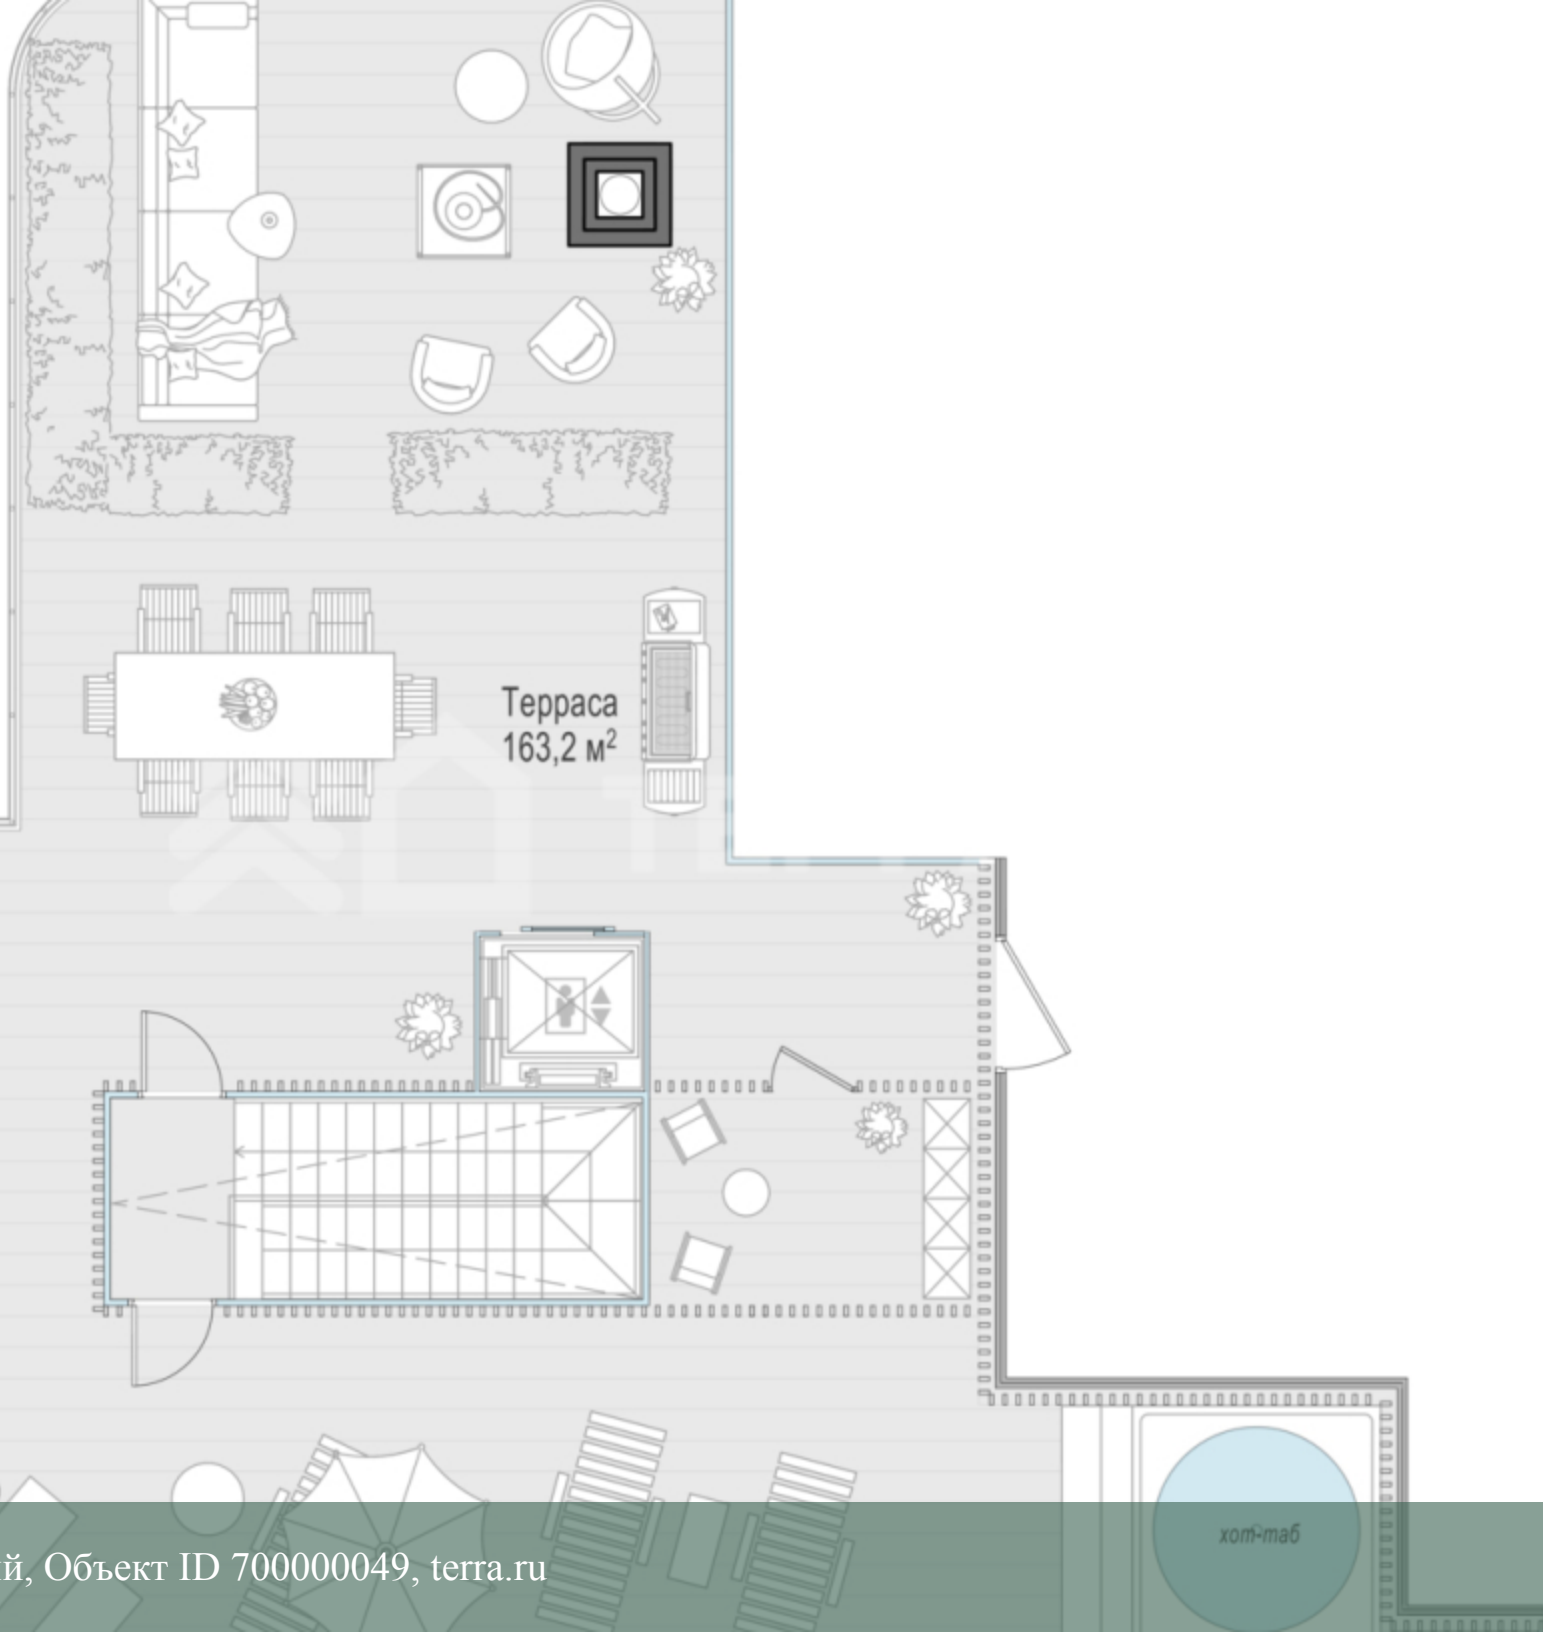 Терраса
163,2 м²
хот-таб
й, Объект ID 700000049, terra.ru